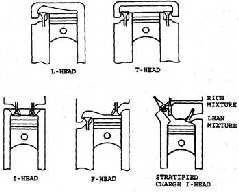 L-HEAD
T-HEAD
RICH
MIXTURE
LEAN
MIXTURE
I-HEAD
F-HEAD
STRATIFIED
CHARGE I-HEAD